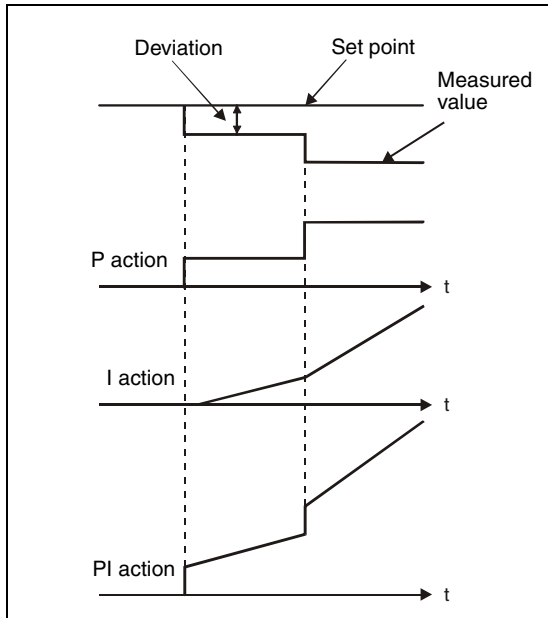 Deviation
Set point
Measured
value
P action
t
I action
t
PI action
t